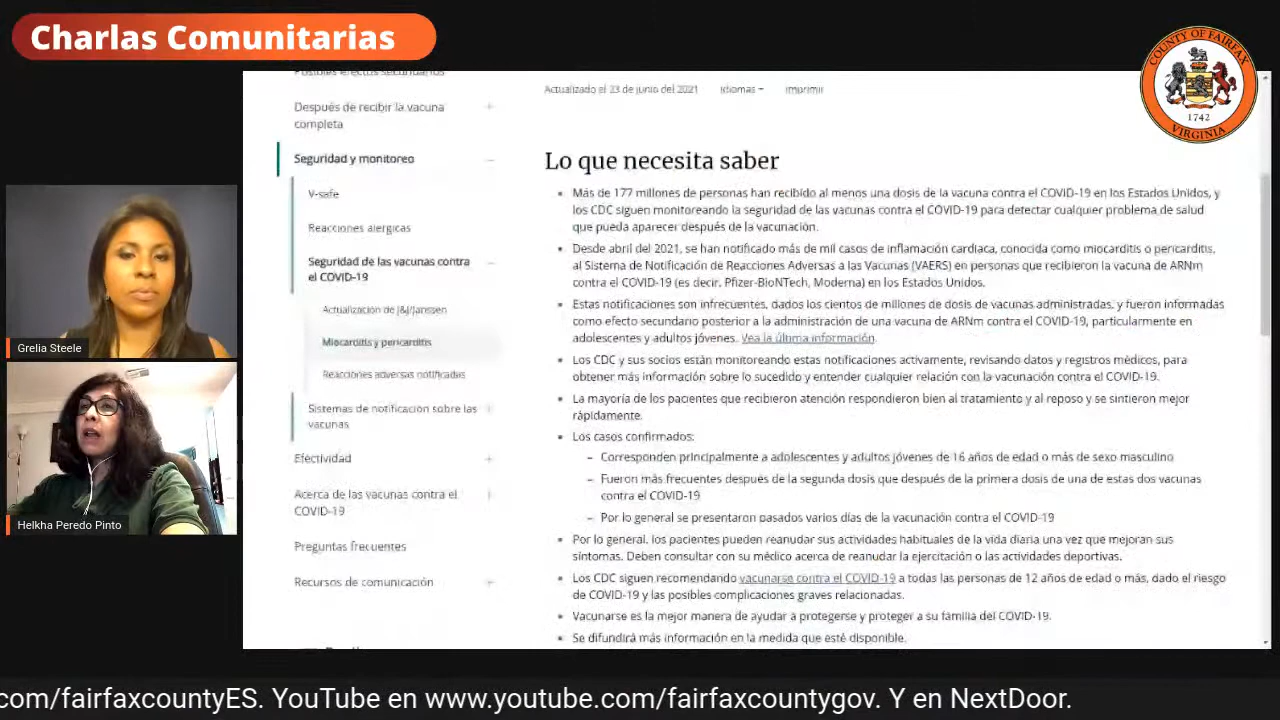 Charlas Comunitarias
COUNTY OF FAIRFAX
1742
VIRGINIA
Posibles efectos secundarios
Después de recibir la vacuna
completa
Seguridad y monitoreo
V-safe
Reacciones alérgicas
Seguridad de las vacunas contra
el COVID-19
Actualización de J&J/Janssen
Miocarditis y pericarditis
Reacciones adversas notificadas
Sistemas de notificación sobre las
vacunas
Efectividad
Acerca de las vacunas contra el
COVID-19
Preguntas frecuentes
Recursos de comunicación
Actualizado el 23 de junio del 2021 Idiomas Imprimir
Lo que necesita saber
Más de 177 millones de personas han recibido al menos una dosis de la vacuna contra el COVID-19 en los Estados Unidos, y
los CDC siguen monitoreando la seguridad de las vacunas contra el COVID-19 para detectar cualquier problema de salud
que pueda aparecer después de la vacunación.
Desde abril del 2021, se han notificado más de mil casos de inflamación cardiaca, conocida como miocarditis o pericarditis,
al Sistema de Notificación de Reacciones Adversas a las Vacunas (VAERS) en personas que recibieron la vacuna de ARNm
contra el COVID-19 (es decir, Pfizer-BioNTech, Moderna) en los Estados Unidos.
Estas notificaciones son infrecuentes, dados los cientos de millones de dosis de vacunas administradas, y fueron informadas
como efecto secundario posterior a la administración de una vacuna de ARNm contra el COVID-19, particularmente en
adolescentes y adultos jóvenes. Vea la última información.
Los CDC y sus socios están monitoreando estas notificaciones activamente, revisando datos y registros médicos, para
obtener más información sobre lo sucedido y entender cualquier relación con la vacunación contra el COVID-19.
La mayoría de los pacientes que recibieron atención respondieron bien al tratamiento y al reposo y se sintieron mejor
rápidamente.
Los casos confirmados:
– Corresponden principalmente a adolescentes y adultos jóvenes de 16 años de edad o más de sexo masculino
– Fueron más frecuentes después de la segunda dosis que después de la primera dosis de una de estas dos vacunas
contra el COVID-19
– Por lo general se presentaron pasados varios días de la vacunación contra el COVID-19
Por lo general, los pacientes pueden reanudar sus actividades habituales de la vida diaria una vez que mejoran sus
síntomas. Deben consultar con su médico acerca de reanudar la ejercitación o las actividades deportivas.
Los CDC siguen recomendando vacunarse contra el COVID-19 a todas las personas de 12 años de edad o más, dado el riesgo
de COVID-19 y las posibles complicaciones graves relacionadas.
Vacunarse es la mejor manera de ayudar a protegerse y proteger a su familia del COVID-19.
Se difundirá más información en la medida que esté disponible.
Grelia Steele
Helkha Peredo Pinto
com/fairfaxcountyES. YouTube en www.youtube.com/fairfaxcountygov. Y en NextDoor.